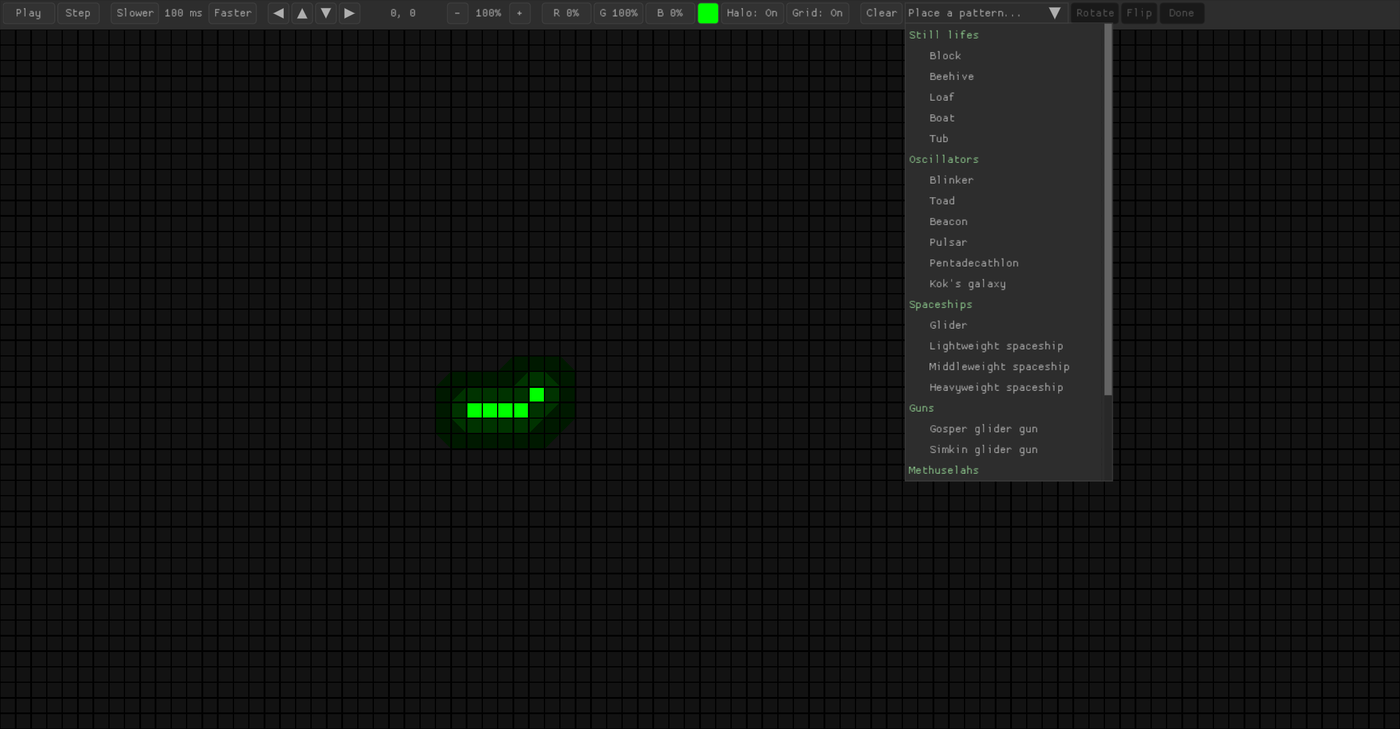 Play Step Slower 100 ms Faster 0, 0 - 100% + R 0% G 100% B 0% Halo: On Grid: On Clear Place a pattern... Rotate Flip Done
Still lifes
Block
Beehive
Loaf
Boat
Tub
Oscillators
Blinker
Toad
Beacon
Pulsar
Pentadecathlon
Kok's galaxy
Spaceships
Glider
Lightweight spaceship
Middleweight spaceship
Heavyweight spaceship
Guns
Gosper glider gun
Simkin glider gun
Methuselahs